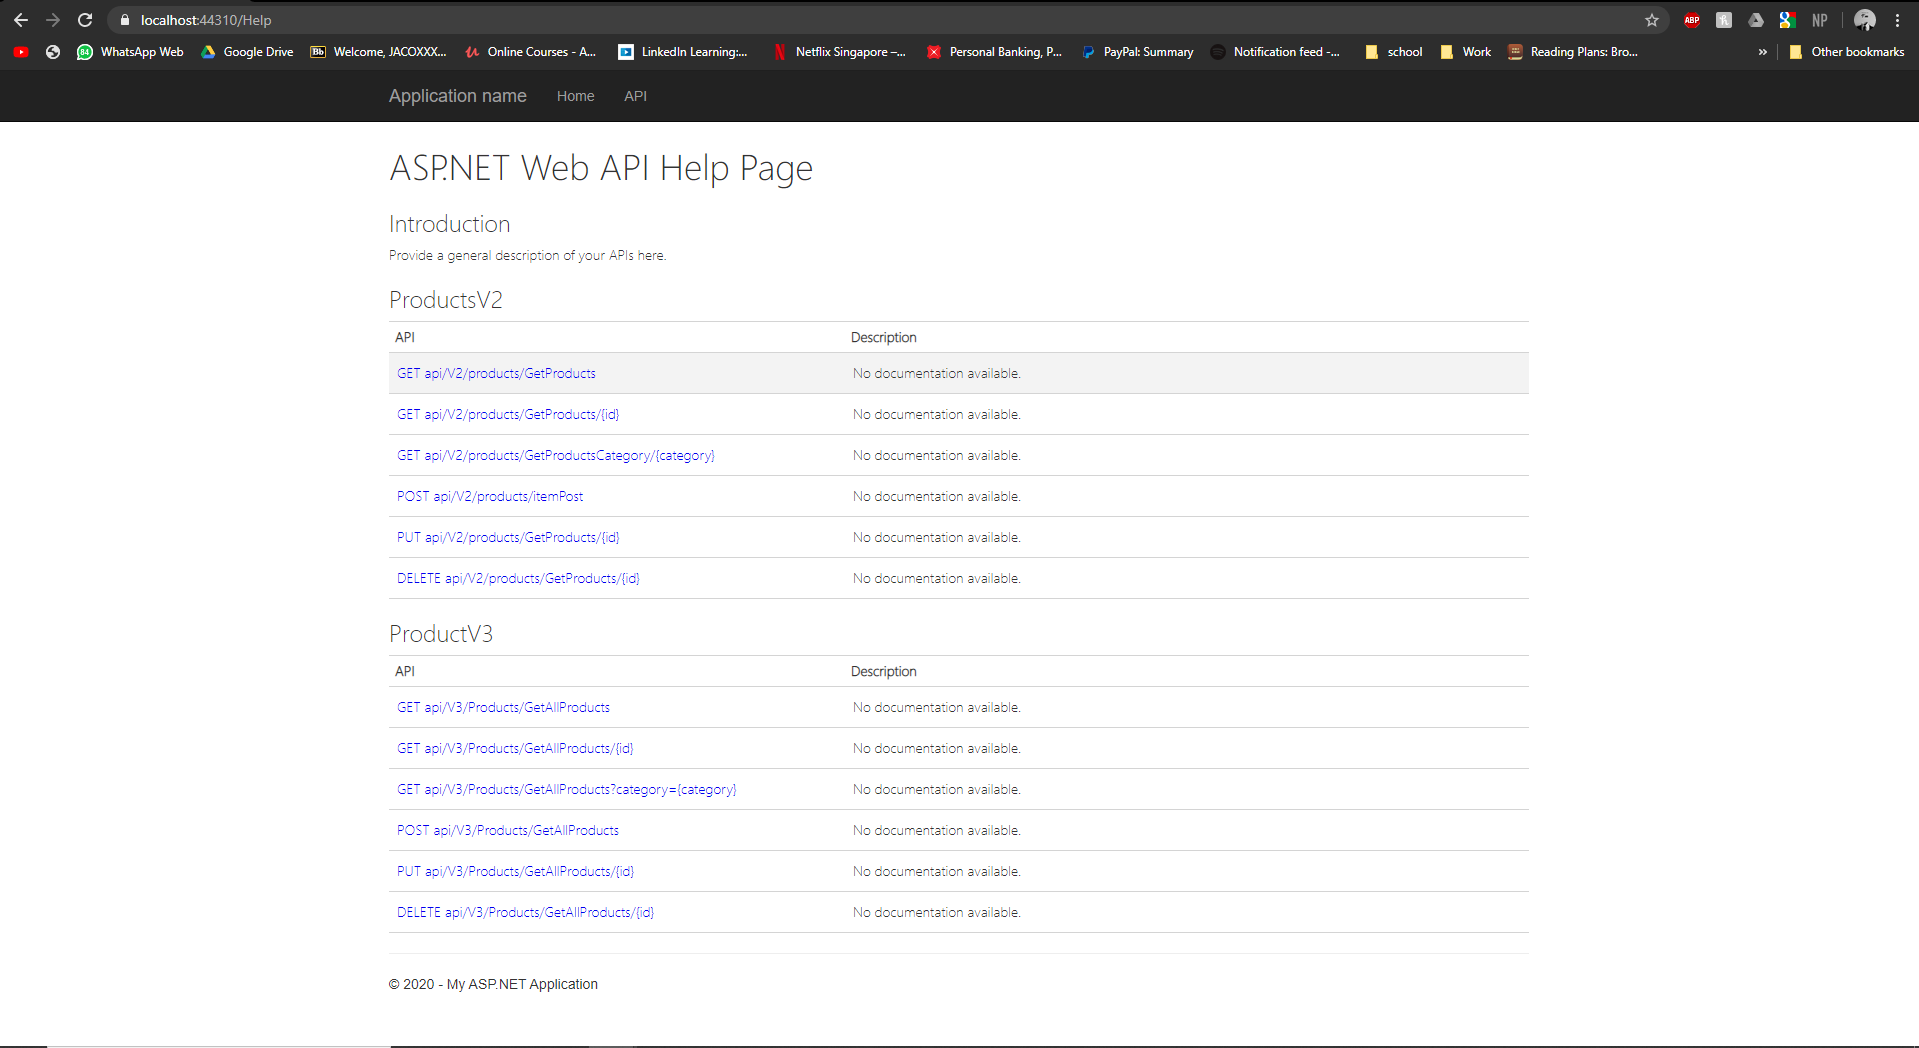 localhost:44310/Help
ABP
NP
84 WhatsApp Web Google Drive Bb Welcome, JACOXXX... Online Courses - A... LinkedIn Learning:... Netflix Singapore –... Personal Banking, P... PayPal: Summary Notification feed -... school Work Reading Plans: Bro... » Other bookmarks
Application name Home API
ASP.NET Web API Help Page
Introduction
Provide a general description of your APIs here.
ProductsV2
API Description
GET api/V2/products/GetProducts No documentation available.
GET api/V2/products/GetProducts/{id} No documentation available.
GET api/V2/products/GetProductsCategory/{category} No documentation available.
POST api/V2/products/itemPost No documentation available.
PUT api/V2/products/GetProducts/{id} No documentation available.
DELETE api/V2/products/GetProducts/{id} No documentation available.
ProductV3
API Description
GET api/V3/Products/GetAllProducts No documentation available.
GET api/V3/Products/GetAllProducts/{id} No documentation available.
GET api/V3/Products/GetAllProducts?category={category} No documentation available.
POST api/V3/Products/GetAllProducts No documentation available.
PUT api/V3/Products/GetAllProducts/{id} No documentation available.
DELETE api/V3/Products/GetAllProducts/{id} No documentation available.
© 2020 - My ASP.NET Application